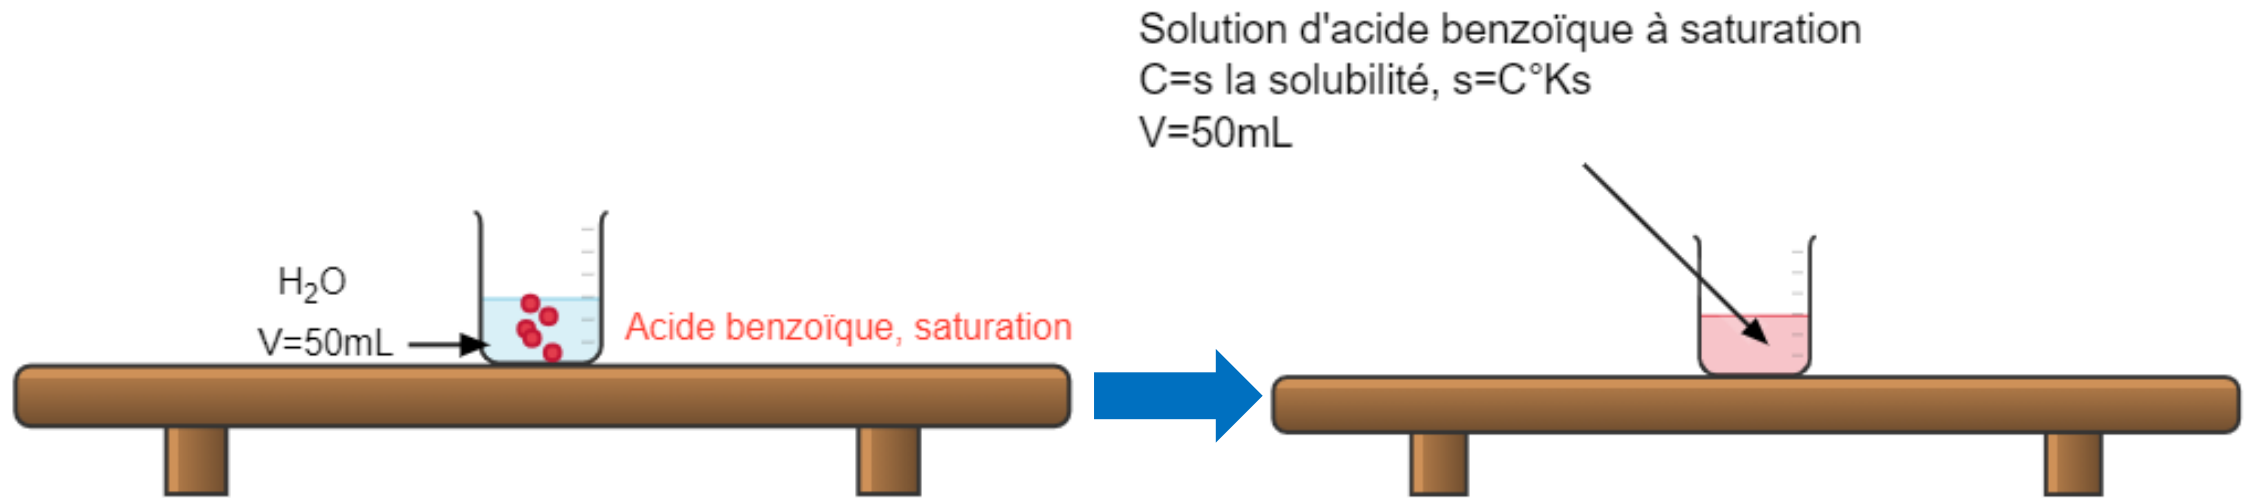 Solution d'acide benzoïque à saturation
C=s la solubilité, s=C°Ks
V=50mL
H₂O
V=50mL
Acide benzoïque, saturation